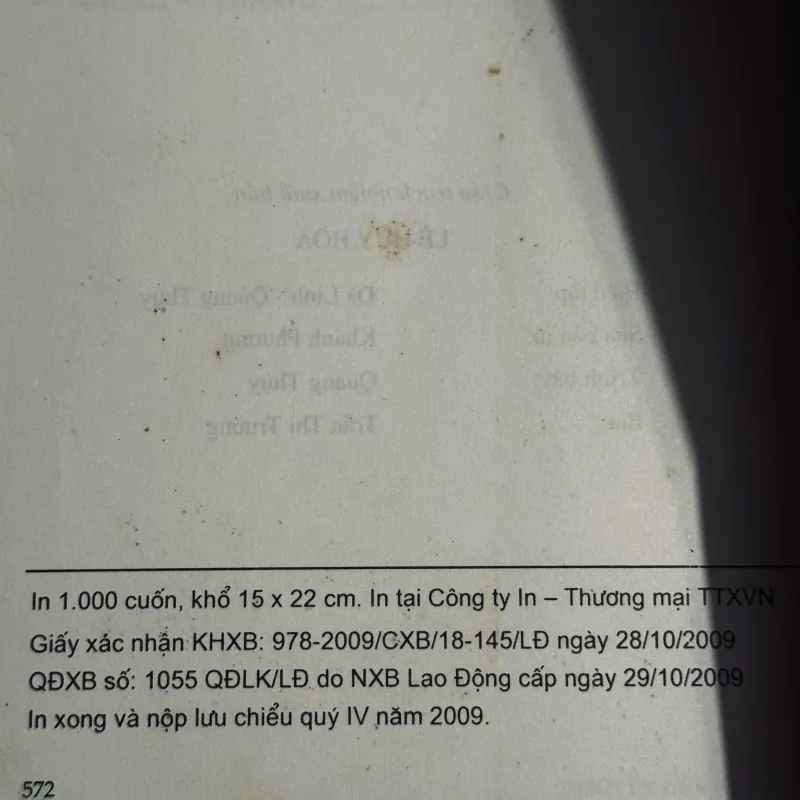 In 1.000 cuốn, khổ 15 x 22 cm. In tại Công ty In – Thương mại TTXVN
Giấy xác nhận KHXB: 978-2009/CXB/18-145/LĐ ngày 28/10/2009
QĐXB số: 1055 QĐLK/LĐ do NXB Lao Động cấp ngày 29/10/2009
In xong và nộp lưu chiểu quý IV năm 2009.
572